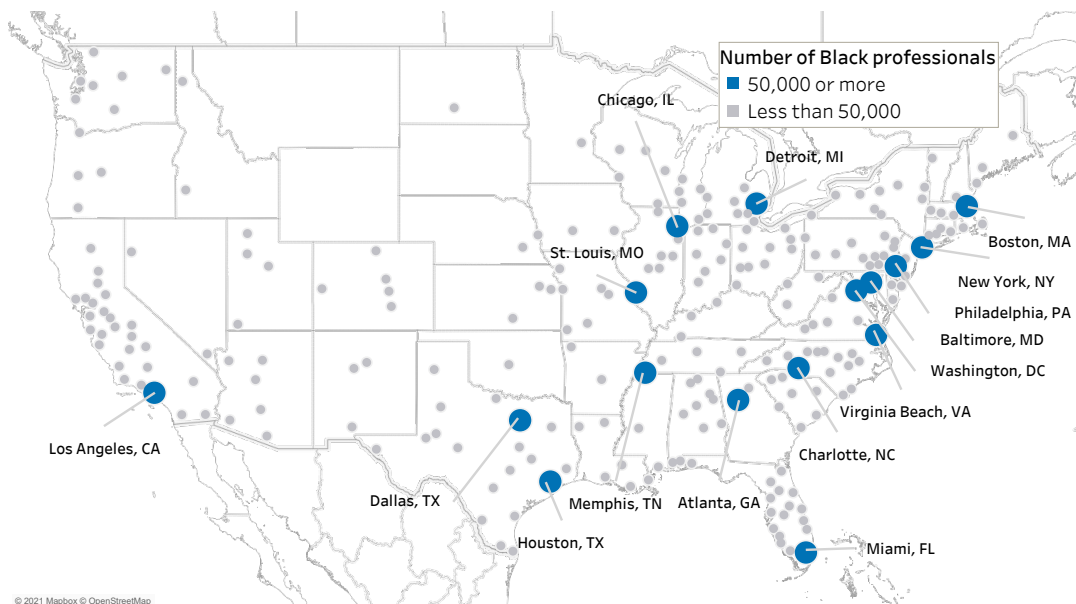 Number of Black professionals
50,000 or more
Less than 50,000
Chicago, IL
Detroit, MI
St. Louis, MO
Boston, MA
New York, NY
Philadelphia, PA
Baltimore, MD
Washington, DC
Virginia Beach, VA
Los Angeles, CA
Charlotte, NC
Dallas, TX
Memphis, TN
Atlanta, GA
Houston, TX
Miami, FL
© 2021 Mapbox © OpenStreetMap